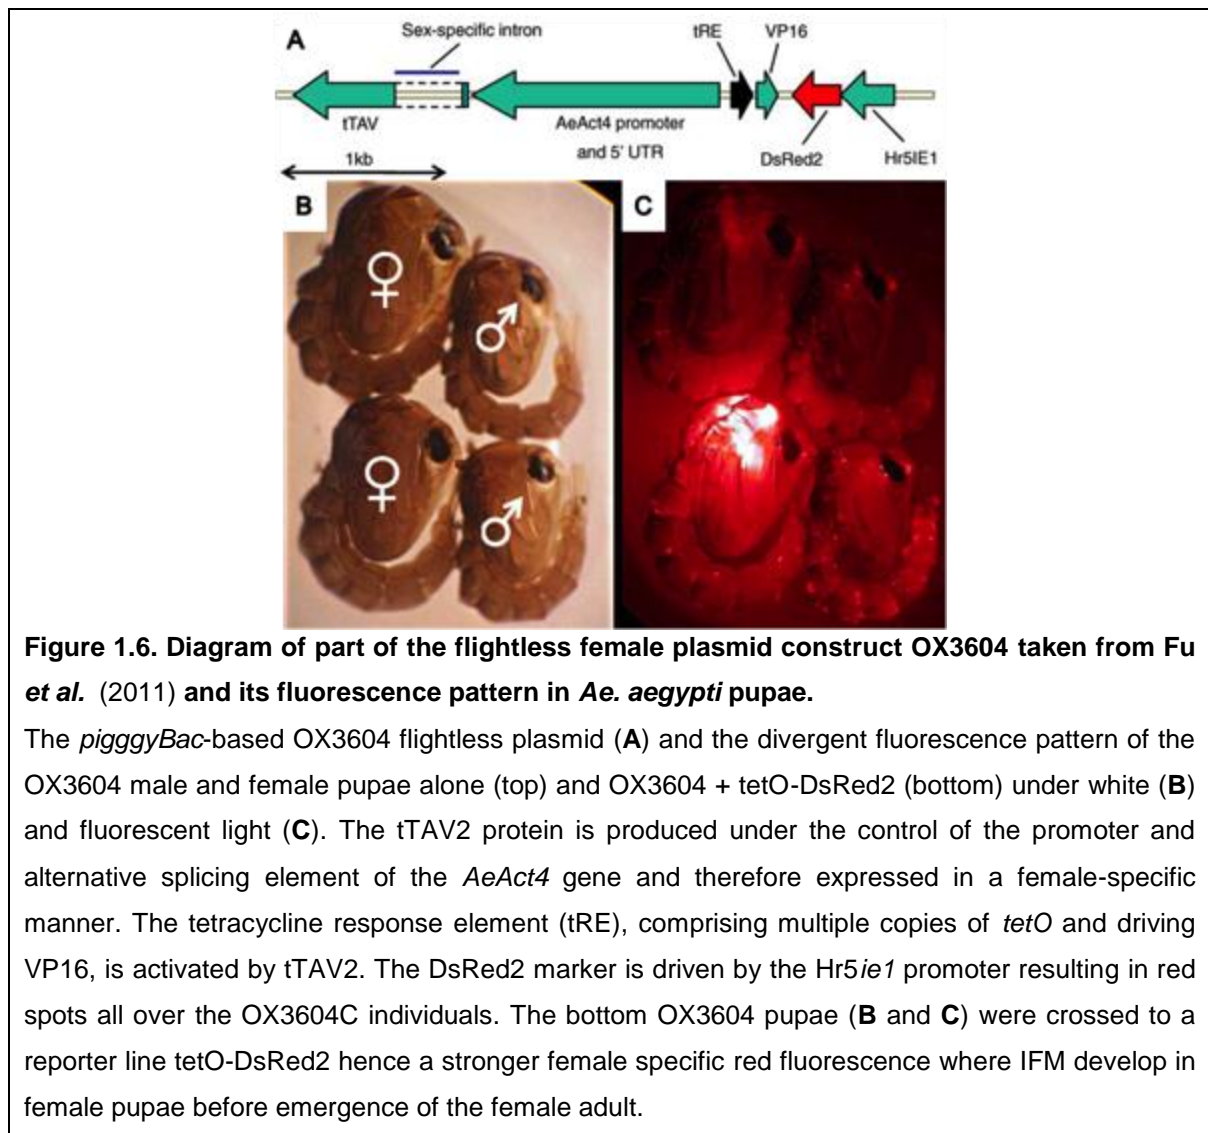 A
Sex-specific intron
tRE
VP16
tTAV
AeAct4 promoter
and 5' UTR
DsRed2
Hr5IE1
1kb
B
C
♀
♂
♀
♂
Figure 1.6. Diagram of part of the flightless female plasmid construct OX3604 taken from Fu
et al. (2011) and its fluorescence pattern in Ae. aegypti pupae.
The pigggyBac-based OX3604 flightless plasmid (A) and the divergent fluorescence pattern of the
OX3604 male and female pupae alone (top) and OX3604 + tetO-DsRed2 (bottom) under white (B)
and fluorescent light (C). The tTAV2 protein is produced under the control of the promoter and
alternative splicing element of the AeAct4 gene and therefore expressed in a female-specific
manner. The tetracycline response element (tRE), comprising multiple copies of tetO and driving
VP16, is activated by tTAV2. The DsRed2 marker is driven by the Hr5ie1 promoter resulting in red
spots all over the OX3604C individuals. The bottom OX3604 pupae (B and C) were crossed to a
reporter line tetO-DsRed2 hence a stronger female specific red fluorescence where IFM develop in
female pupae before emergence of the female adult.